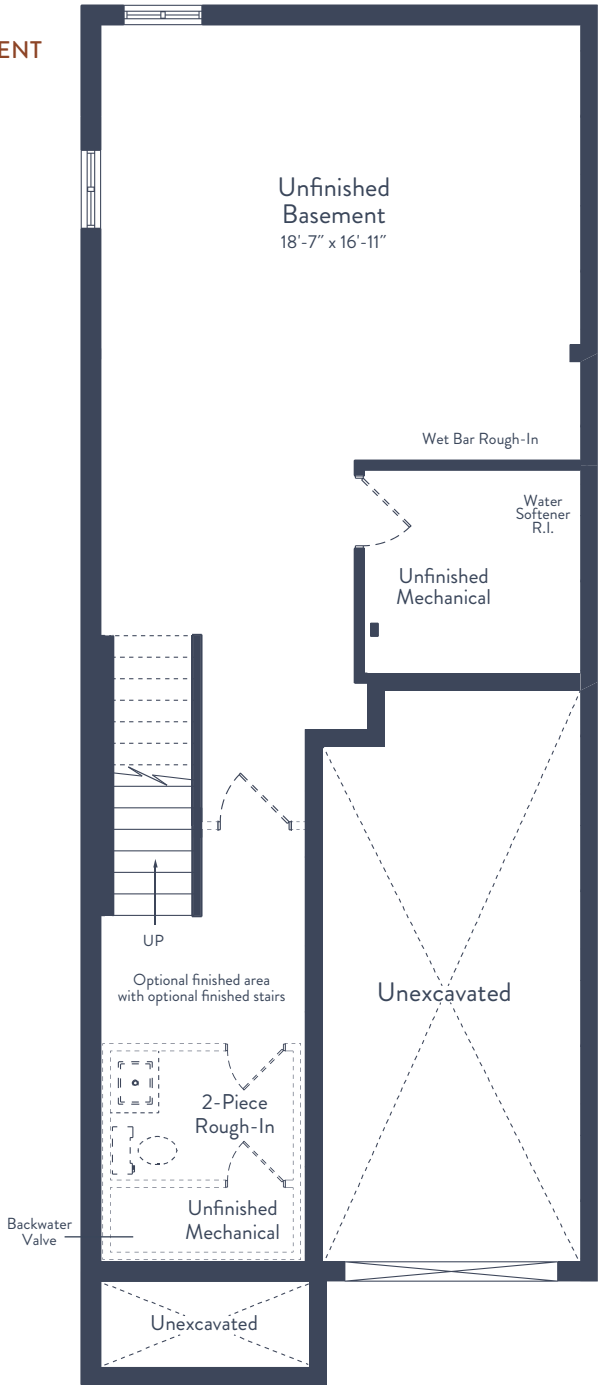 ENT
Unfinished
Basement
18'-7″ x 16'-11″
Wet Bar Rough-In
Water
Softener
R.I.
Unfinished
Mechanical
UP
Optional finished area
with optional finished stairs
Unexcavated
2-Piece
Rough-In
Unfinished
Mechanical
Backwater
Valve
Unexcavated